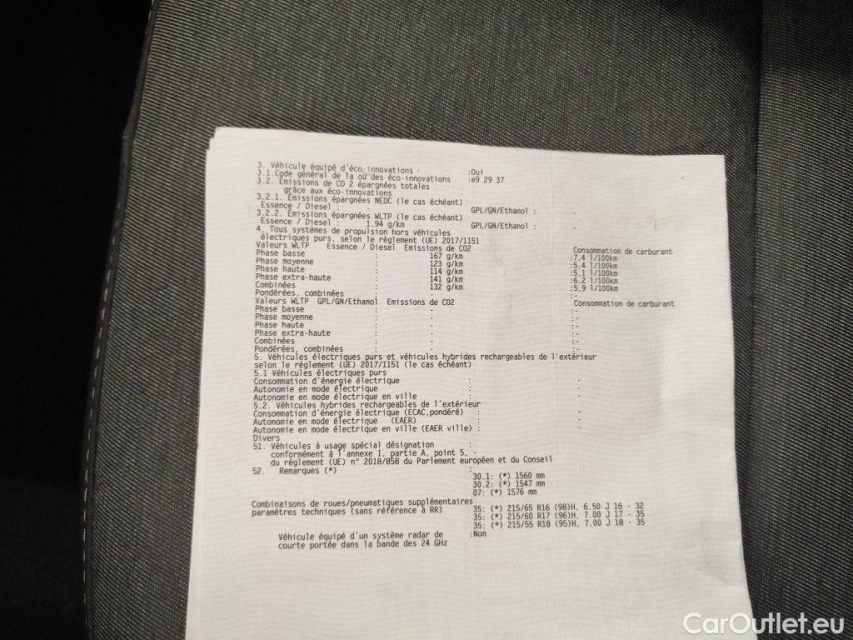 3. Véhicule équipé d'éco_innovations : :Oui
3.1.Code général de la ou des éco-innovations :e9 29 37
3.2. Emissions de CO 2 épargnées totales
grâce aux éco-innovations
3.2.1. Emissions épargnées NEDC (le cas échéant)
Essence / Diesel : - GPL/GN/Ethanol : -
3.2.2. Emissions épargnées WLTP (le cas échéant)
Essence / Diesel : 1.94 g/km GPL/GN/Ethanol : -
4. Tous systèmes de propulsion hors véhicules
électriques purs, selon le règlement (UE) 2017/1151
Valeurs WLTP Essence / Diesel Emissions de CO2 Consommation de carburant
Phase basse : 167 g/km :7.4 l/100km
Phase moyenne : 123 g/km :5.4 l/100km
Phase haute : 114 g/km :5.1 l/100km
Phase extra-haute : 141 g/km :6.2 l/100km
Combinées : 132 g/km :5.9 l/100km
Pondérées, combinées : - :-
Valeurs WLTP GPL/GN/Ethanol Emissions de CO2 Consommation de carburant
Phase basse : - :-
Phase moyenne : - :-
Phase haute : - :-
Phase extra-haute : - :-
Combinées : - :-
Pondérées, combinées : - :-
5. Véhicules électriques purs et véhicules hybrides rechargeables de l'extérieur
selon le règlement (UE) 2017/1151 (le cas échéant)
5.1 Véhicules électriques purs
Consommation d'énergie électrique : -
Autonomie en mode électrique : -
Autonomie en mode électrique en ville : -
5.2. Véhicules hybrides rechargeables de l'extérieur
Consommation d'énergie électrique (ECAC,pondéré) : -
Autonomie en mode électrique (EAER) : -
Autonomie en mode électrique en ville (EAER ville) : -
Divers
51. Véhicules à usage spécial désignation :
conformément à l'annexe I, partie A, point 5, -
du règlement (UE) n° 2018/858 du Parlement européen et du Conseil
52. Remarques (*) :
30.1: (*) 1560 mm
30.2: (*) 1547 mm
07: (*) 1576 mm
Combinaisons de roues/pneumatiques supplémentaires
paramètres techniques (sans référence à RR) 35: (*) 215/65 R16 (98)H, 6.50 J 16 - 32
35: (*) 215/60 R17 (96)H, 7.00 J 17 - 35
35: (*) 215/55 R18 (95)H, 7.00 J 18 - 35
Véhicule équipé d'un système radar de :Non
courte portée dans la bande des 24 GHz
CarOutlet.eu